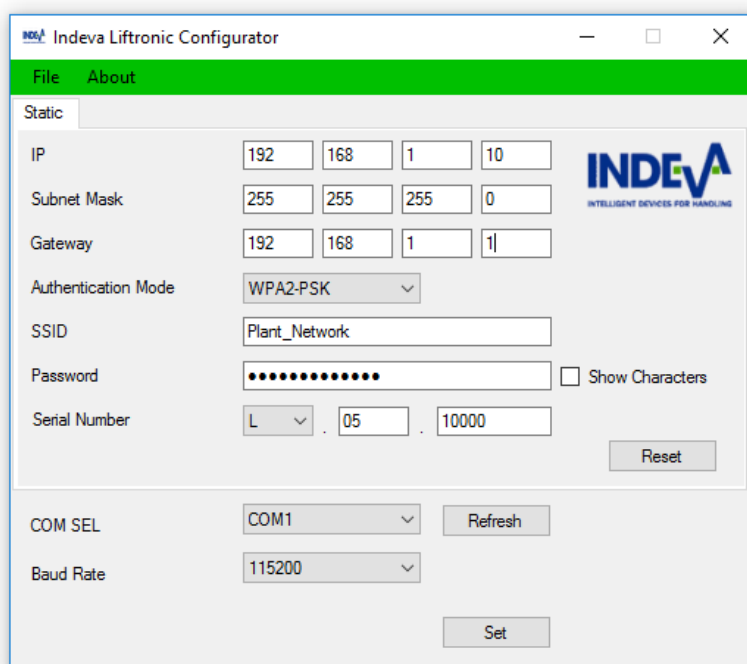 INDEVA Indeva Liftronic Configurator
File About
Static
IP 192 168 1 10
INDEVA
INTELLIGENT DEVICES FOR HANDLING
Subnet Mask 255 255 255 0
Gateway 192 168 1 1
Authentication Mode WPA2-PSK
SSID Plant_Network
Password ●●●●●●●●●●●●● Show Characters
Serial Number L . 05 . 10000
Reset
COM SEL COM1 Refresh
Baud Rate 115200
Set